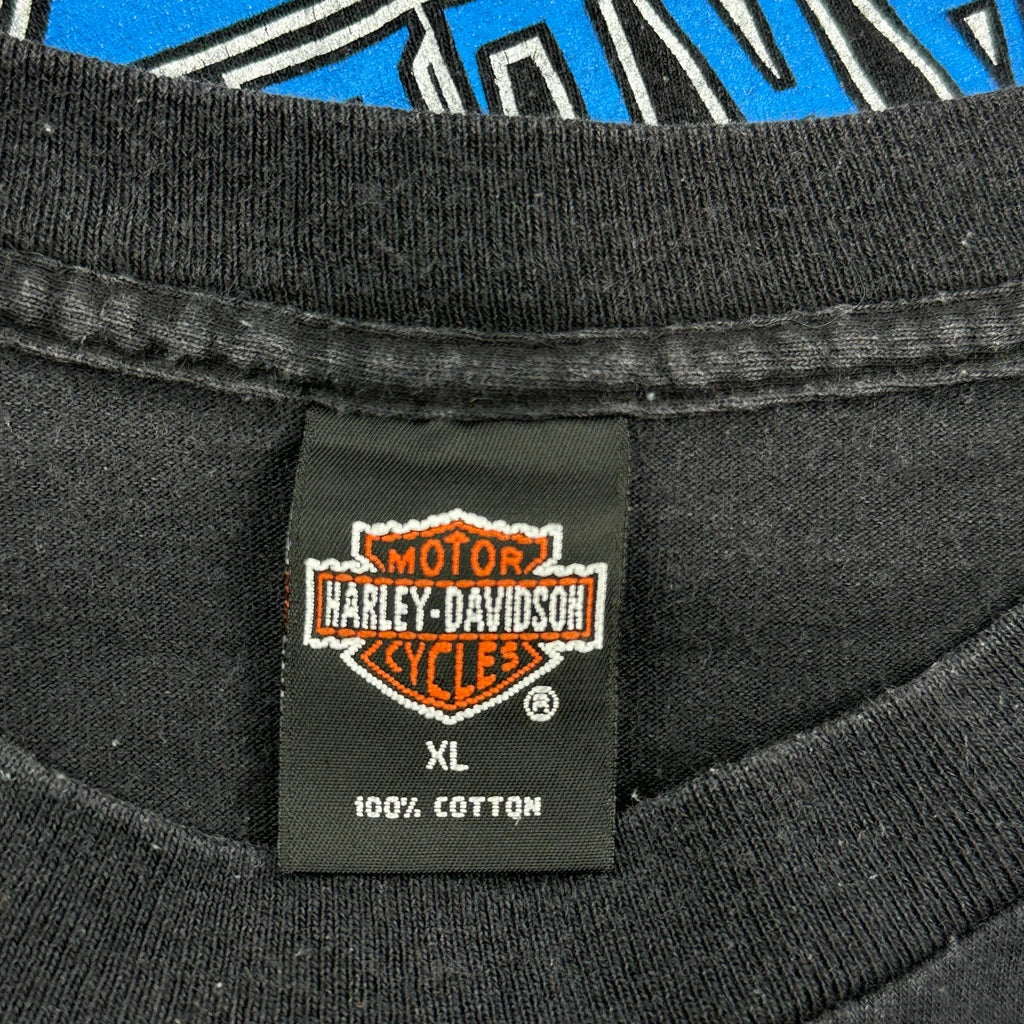 MOTOR
HARLEY-DAVIDSON
CYCLES
®
XL
100% COTTON